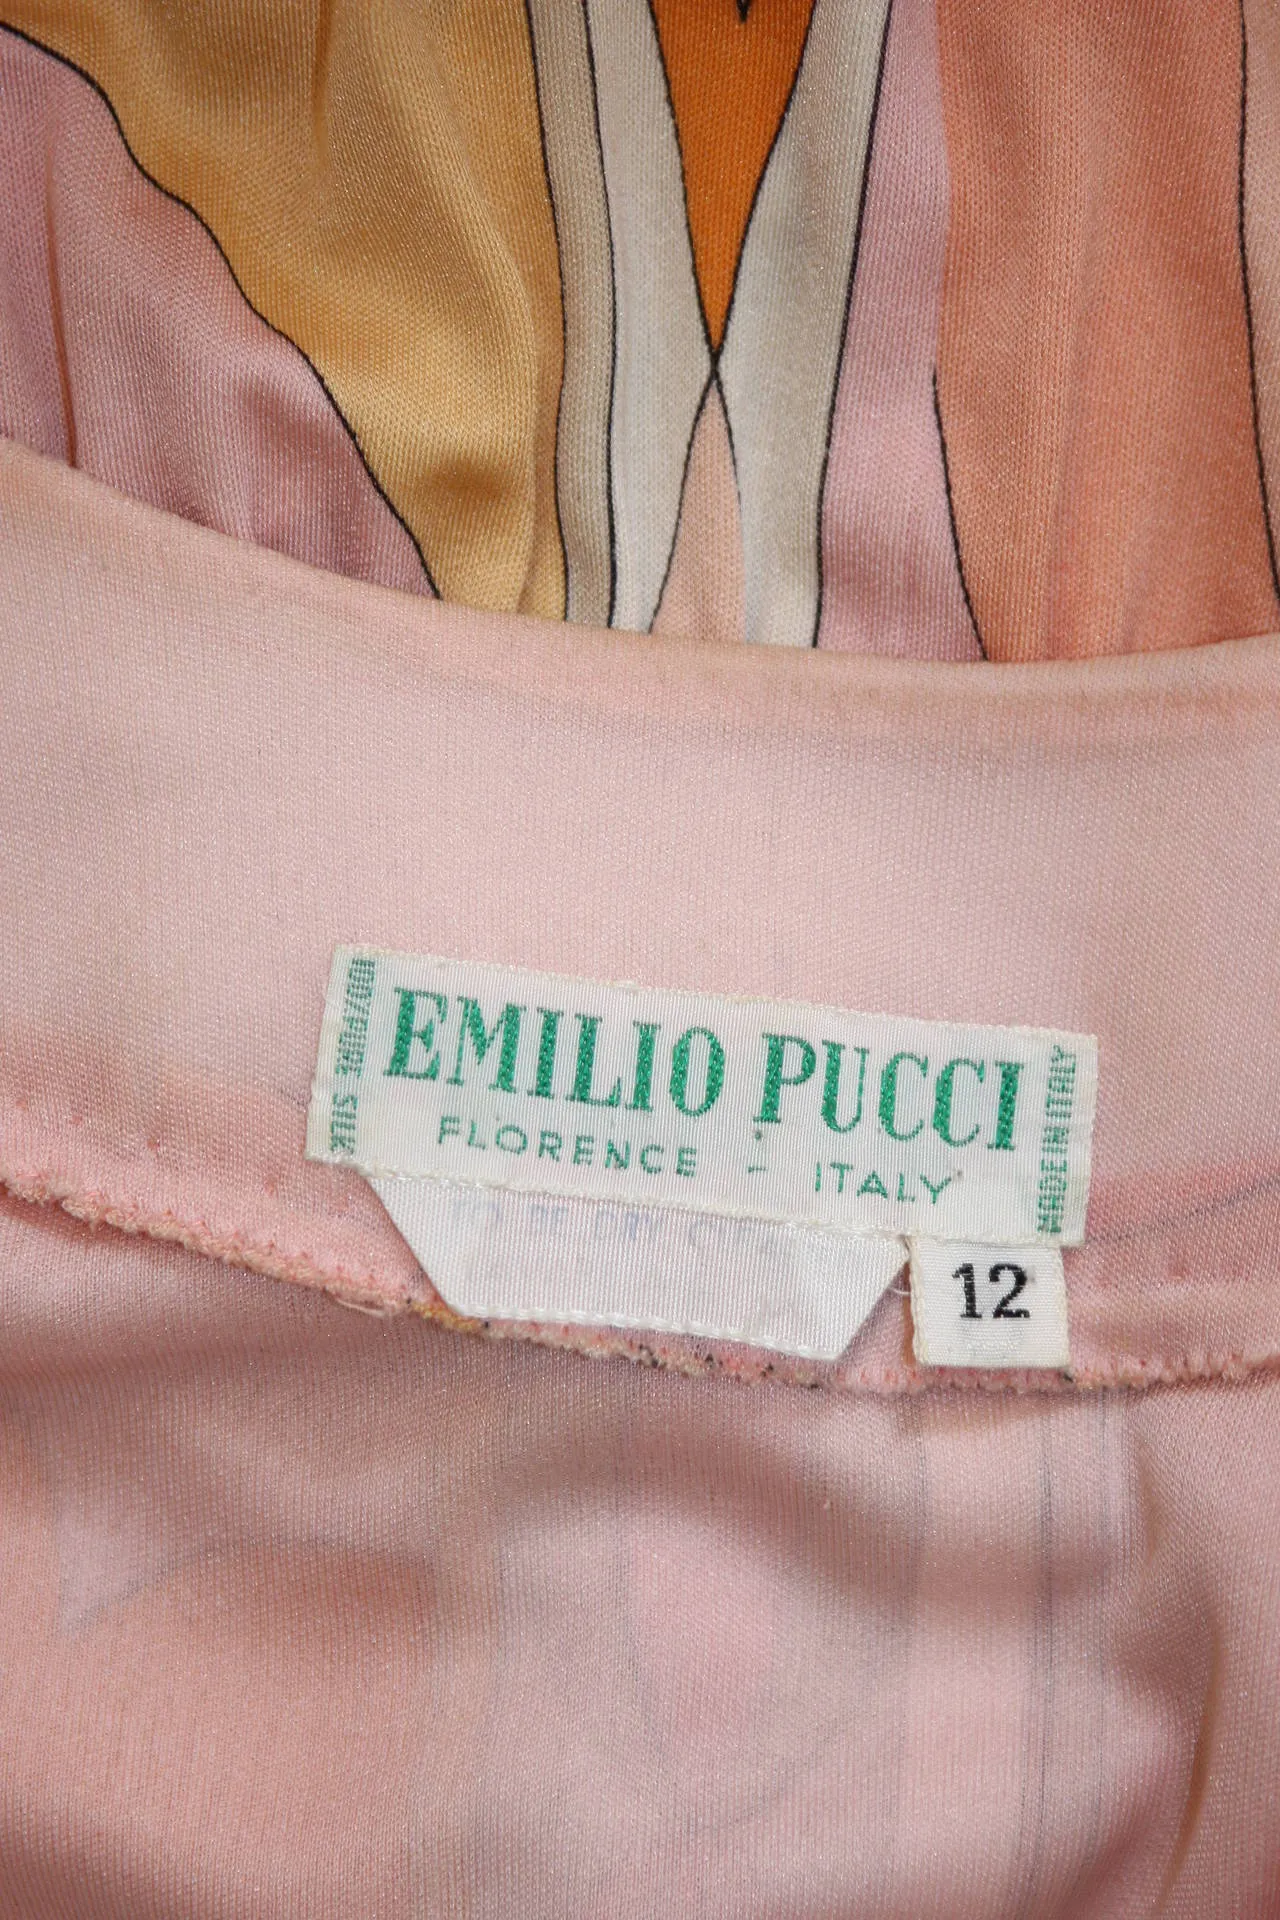 100% PURE SILK
EMILIO PUCCI
FLORENCE - ITALY
MADE IN ITALY
12